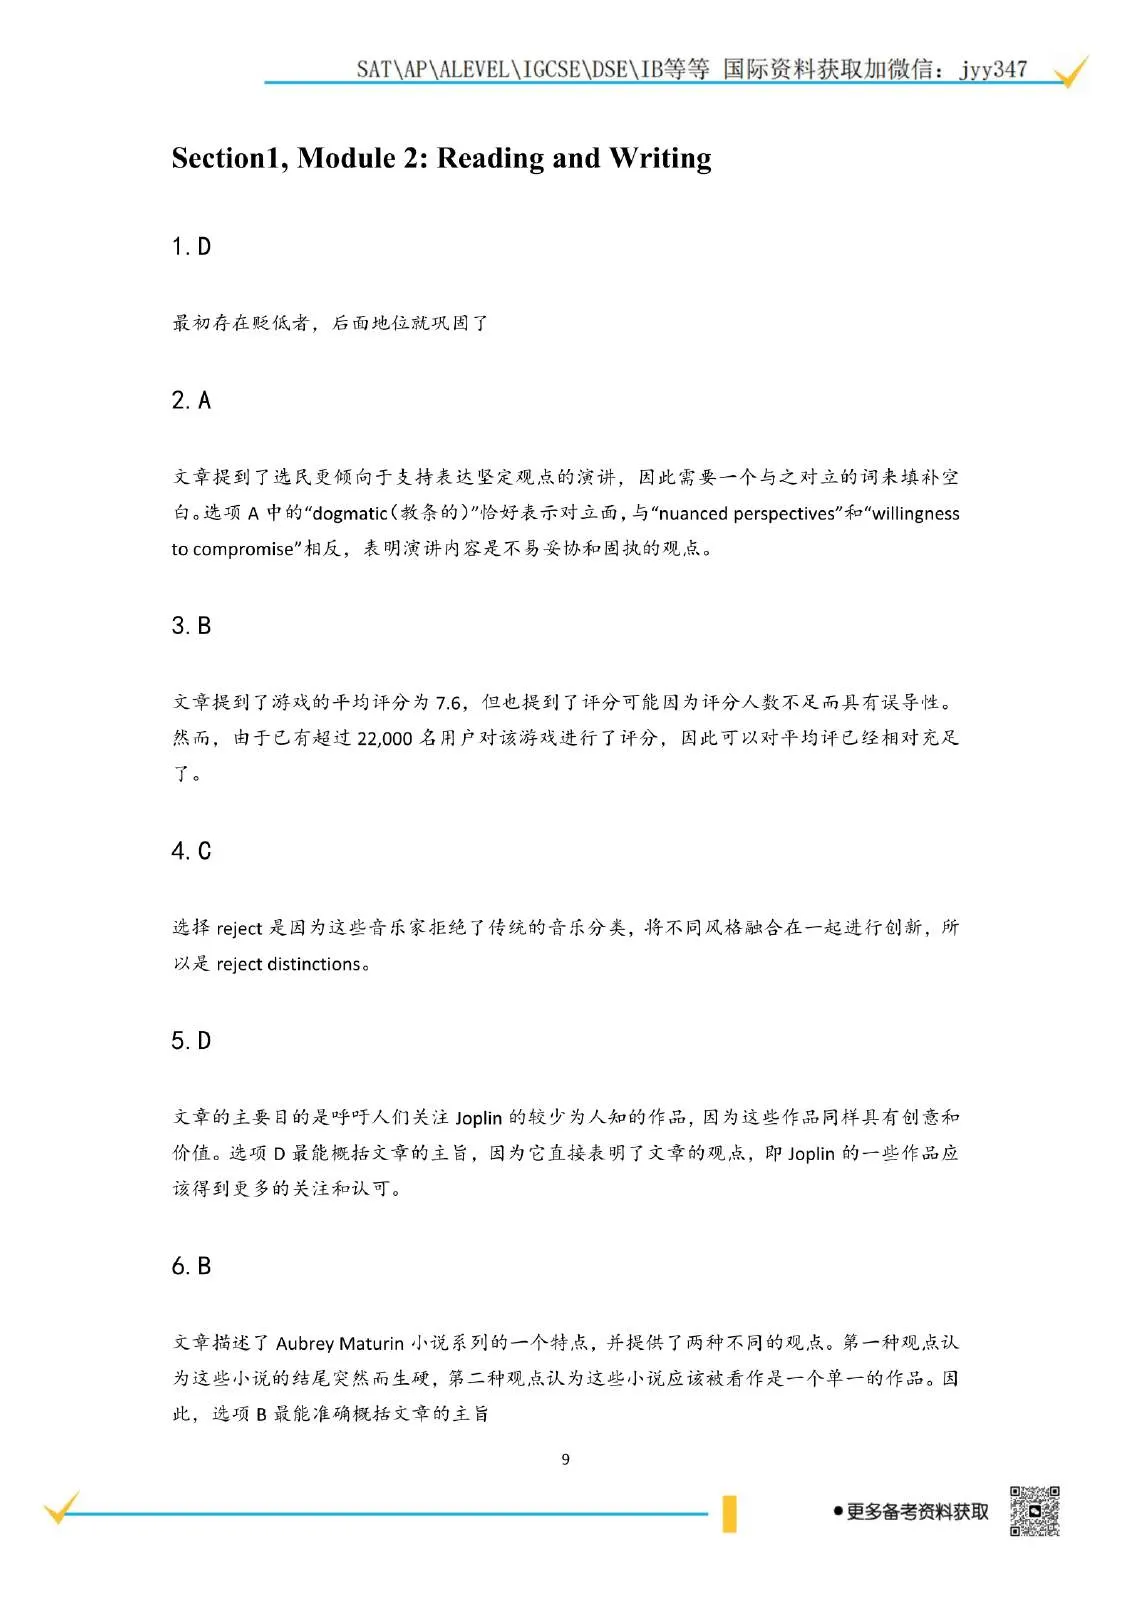 SAT\AP\ALEVEL\IGCSE\DSE\IB等等 国际资料获取加微信：jyy347
Section1, Module 2: Reading and Writing
1. D
最初存在贬低者，后面地位就巩固了
2. A
文章提到了选民更倾向于支持表达坚定观点的演讲，因此需要一个与之对立的词来填补空
白。选项 A 中的“dogmatic（教条的）”恰好表示对立面，与“nuanced perspectives”和“willingness
to compromise”相反，表明演讲内容是不易妥协和固执的观点。
3. B
文章提到了游戏的平均评分为 7.6，但也提到了评分可能因为评分人数不足而具有误导性。
然而，由于已有超过 22,000 名用户对该游戏进行了评分，因此可以对平均评已经相对充足
了。
4. C
选择 reject 是因为这些音乐家拒绝了传统的音乐分类，将不同风格融合在一起进行创新，所
以是 reject distinctions。
5. D
文章的主要目的是呼吁人们关注 Joplin 的较少为人知的作品，因为这些作品同样具有创意和
价值。选项 D 最能概括文章的主旨，因为它直接表明了文章的观点，即 Joplin 的一些作品应
该得到更多的关注和认可。
6. B
文章描述了 Aubrey Maturin 小说系列的一个特点，并提供了两种不同的观点。第一种观点认
为这些小说的结尾突然而生硬，第二种观点认为这些小说应该被看作是一个单一的作品。因
此，选项 B 最能准确概括文章的主旨
9
●更多备考资料获取